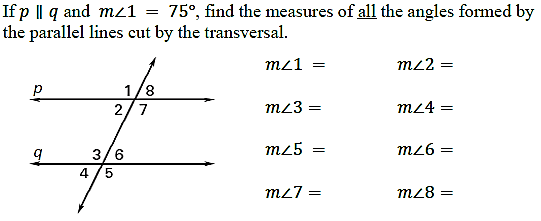 If p ∥ q and m∠1 = 75°, find the measures of all the angles formed by
the parallel lines cut by the transversal.
m∠1 = m∠2 =
p 1 8
2 7 m∠3 = m∠4 =
q 3 6 m∠5 = m∠6 =
4 5
m∠7 = m∠8 =